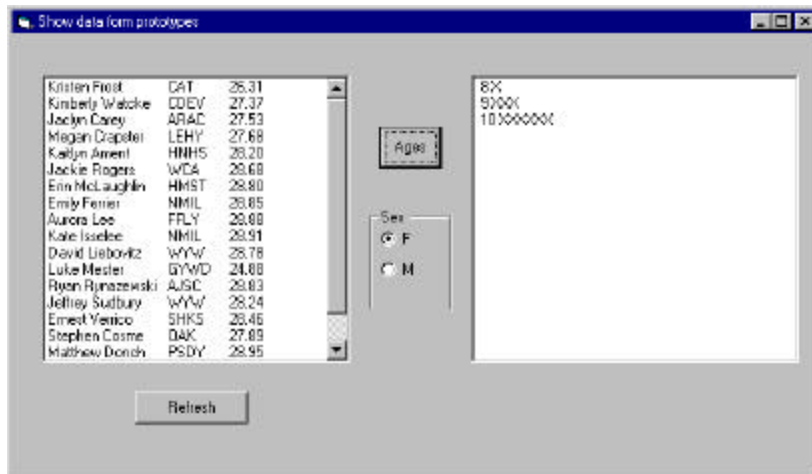 Show data form prototypes
Kristen Frost CAT 26.31
Kimberly Watcke CDEV 27.37
Jaclyn Carey ARAC 27.53
Megan Crapster LEHY 27.68
Kaitlyn Ament HNHS 28.20
Jackie Rogers WCA 28.68
Erin McLaughlin HMST 28.80
Emily Ferrier NMIL 28.85
Aurora Lee FFLY 28.88
Kate Isselee NMIL 28.91
David Liebovitz WYW 28.78
Luke Mester GYWD 24.88
Ryan Rynazewski AJSC 28.83
Jeffrey Sudbury WYW 28.24
Ernest Verrico SHKS 28.46
Stephen Cosme OAK 27.89
Matthew Donch PSDY 28.95
Ages
Sex
F
M
8X
9XXX
10XXXXXX
Refresh